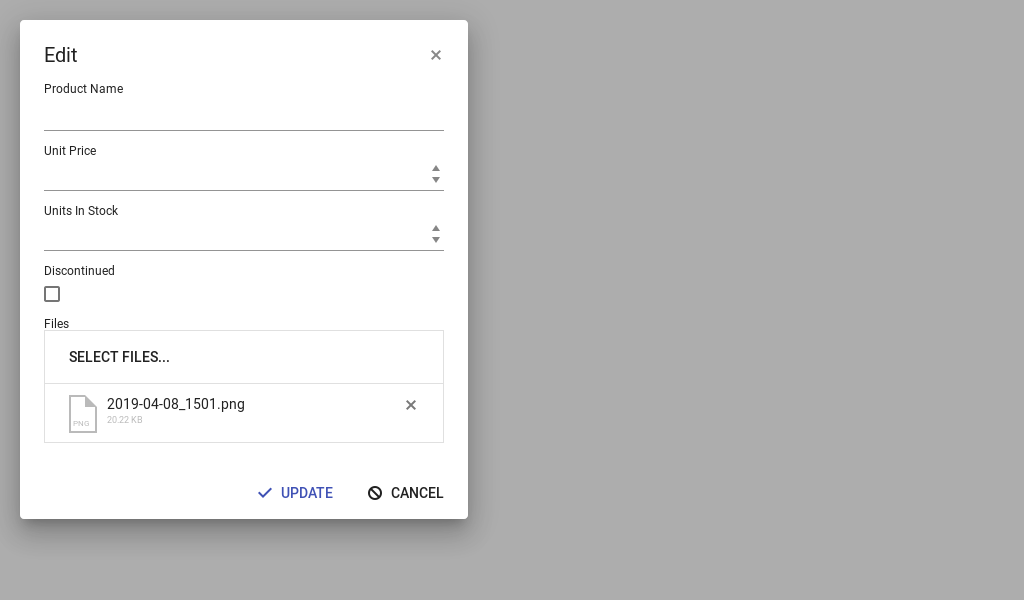 Edit
Product Name
Unit Price
Units In Stock
Discontinued
Files
SELECT FILES...
2019-04-08_1501.png
PNG
20.22 KB
UPDATE CANCEL